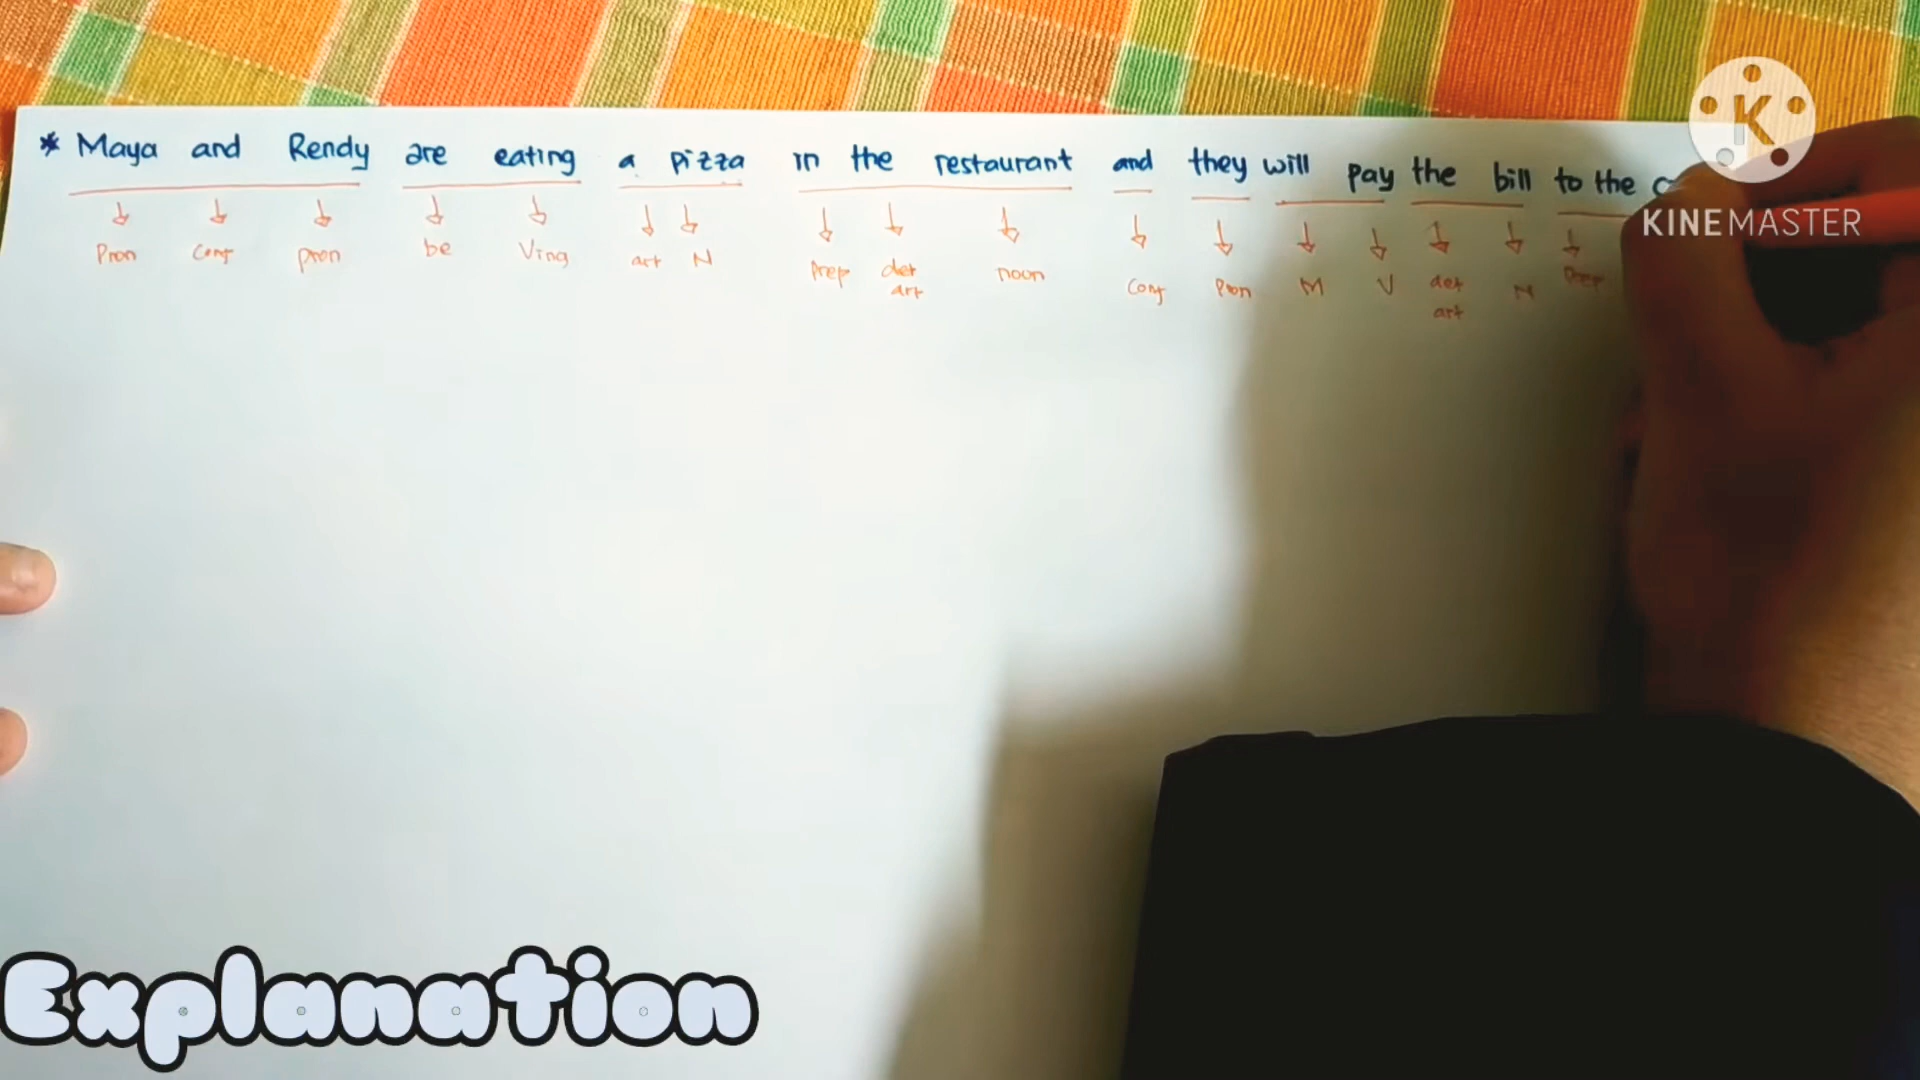 * Maya and Rendy are eating a pizza in the restaurant and they will pay the bill to the
Pron Conj pron be Ving art N Prep det art noun Conj Pron M V det art N Prep
KINEMASTER
Explanation